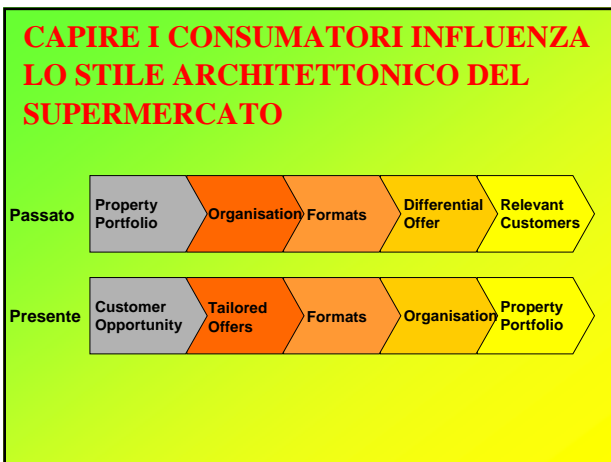 CAPIRE I CONSUMATORI INFLUENZA
LO STILE ARCHITETTONICO DEL
SUPERMERCATO
Passato
Property
Portfolio
Organisation
Formats
Differential
Offer
Relevant
Customers
Presente
Customer
Opportunity
Tailored
Offers
Formats
Organisation
Property
Portfolio